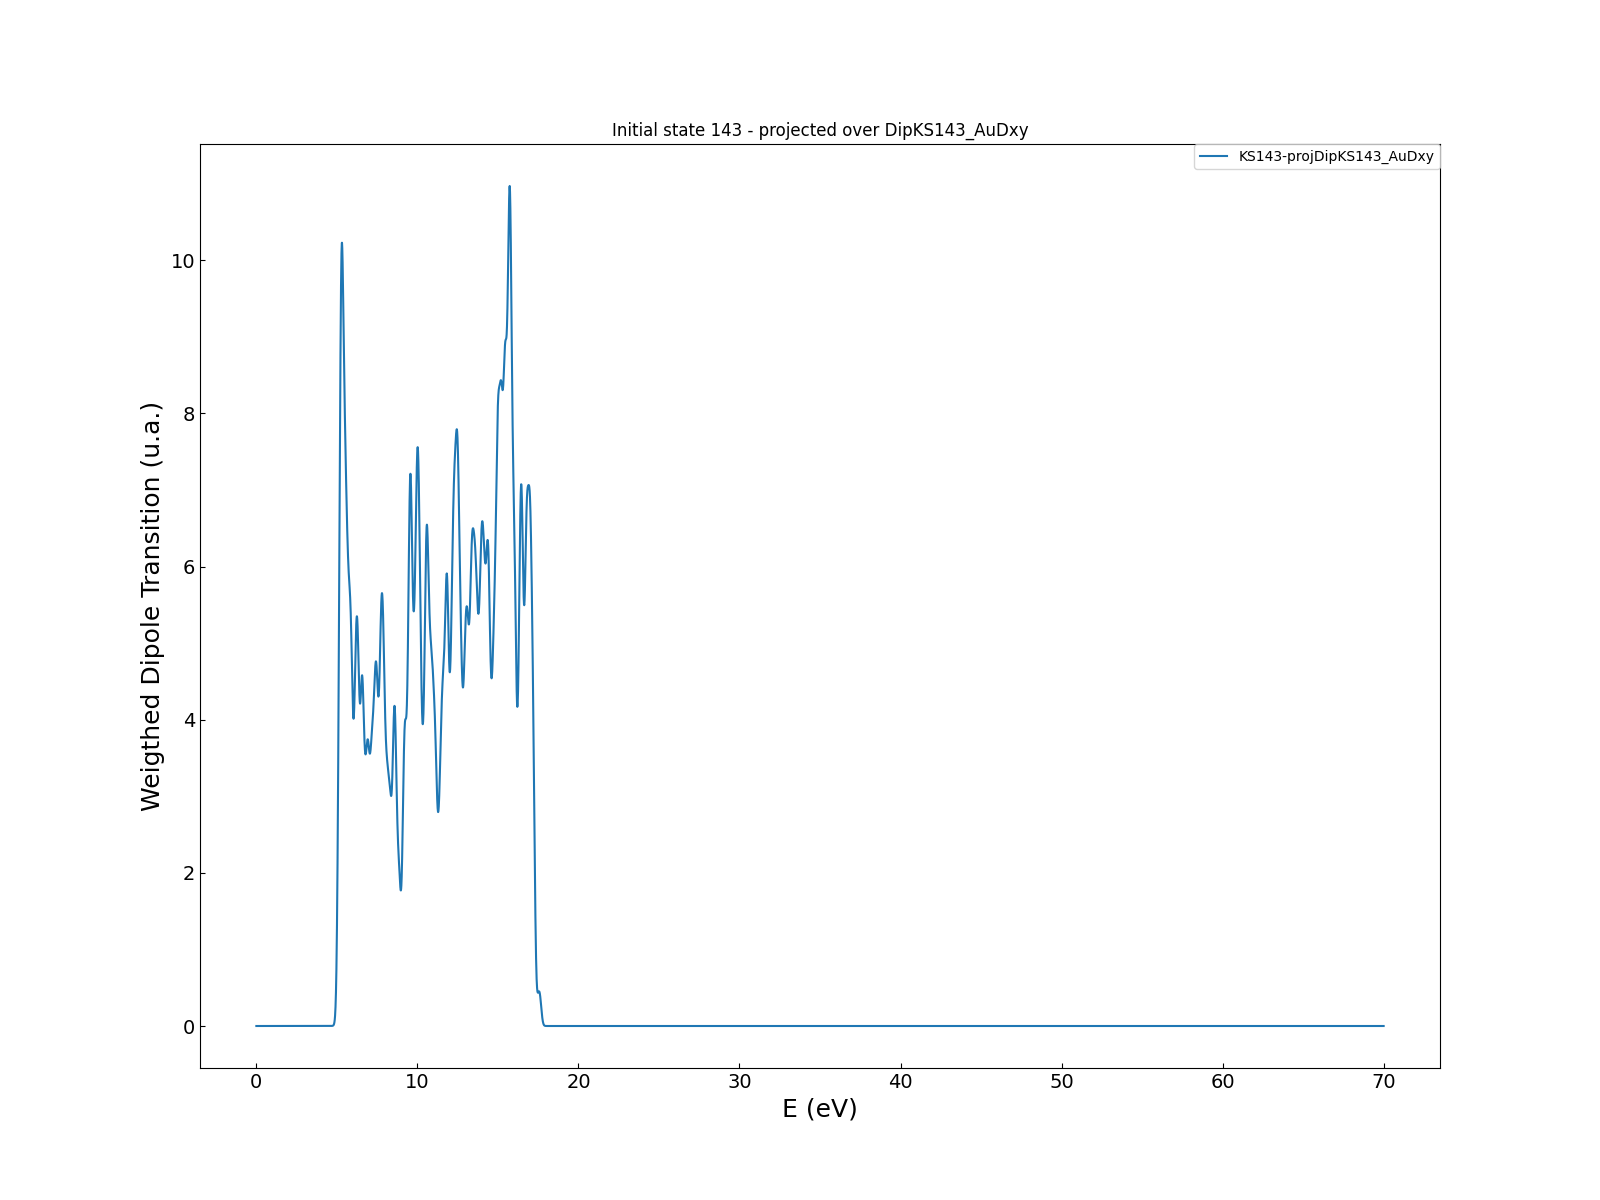 Initial state 143 - projected over DipKS143_AuDxy
KS143-projDipKS143_AuDxy
Weigthed Dipole Transition (u.a.)
10
8
6
4
2
0
0 10 20 30 40 50 60 70
E (eV)